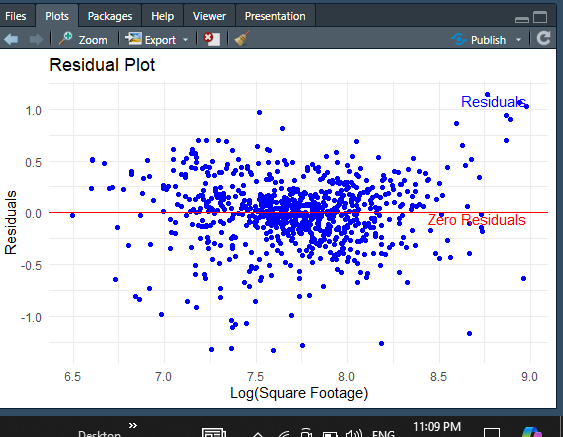 Files Plots Packages Help Viewer Presentation
Zoom Export Publish
Residual Plot
Residuals
1.0
0.5
0.0
Zero Residuals
-0.5
-1.0
Residuals
6.5 7.0 7.5 8.0 8.5 9.0
Log(Square Footage)
11:09 PM
Desktop » ENG